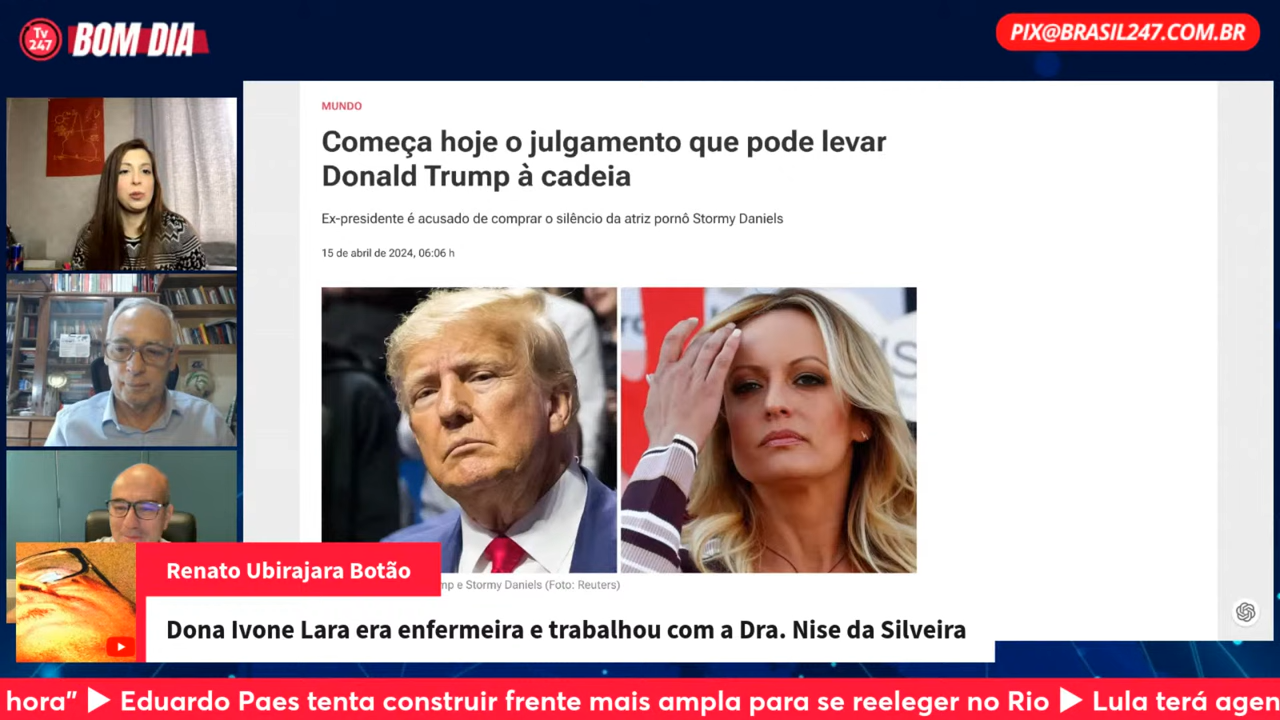 Tv 247 BOM DIA
PIX@BRASIL247.COM.BR
MUNDO
Começa hoje o julgamento que pode levar
Donald Trump à cadeia
Ex-presidente é acusado de comprar o silêncio da atriz pornô Stormy Daniels
15 de abril de 2024, 06:06 h
e Stormy Daniels (Foto: Reuters)
Renato Ubirajara Botão
Dona Ivone Lara era enfermeira e trabalhou com a Dra. Nise da Silveira
hora" ▶ Eduardo Paes tenta construir frente mais ampla para se reeleger no Rio ▶ Lula terá agen